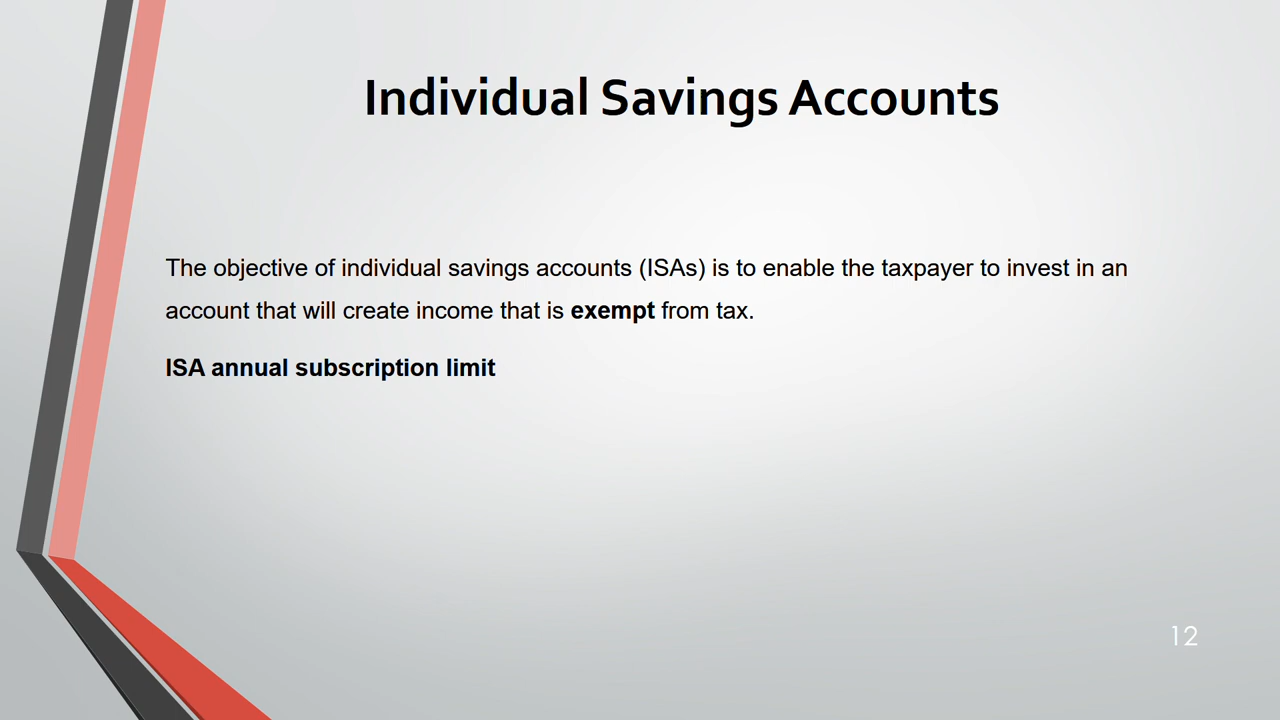 Individual Savings Accounts
The objective of individual savings accounts (ISAs) is to enable the taxpayer to invest in an
account that will create income that is exempt from tax.
ISA annual subscription limit
12